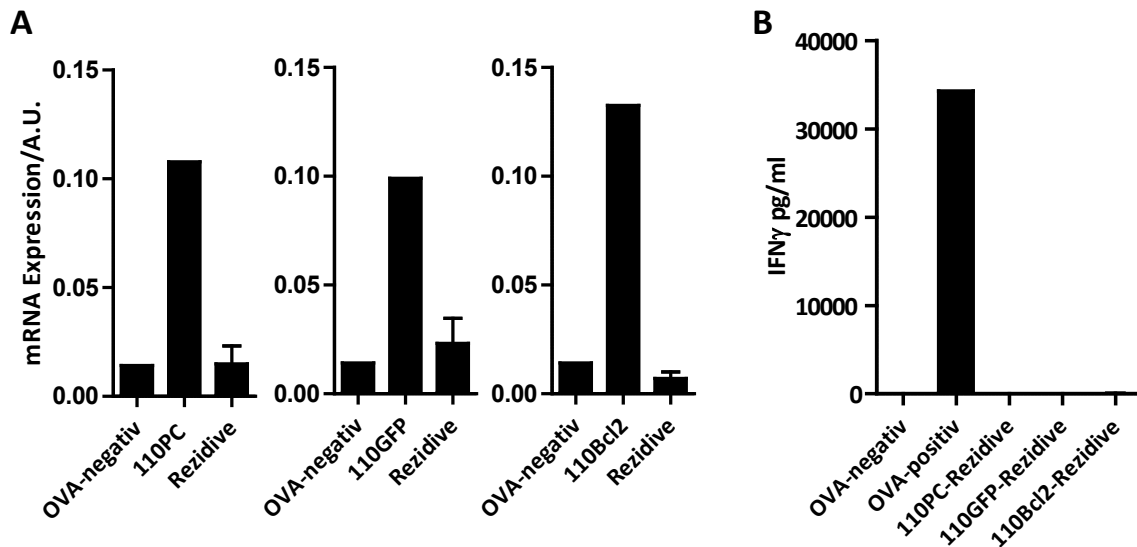 A
mRNA Expression/A.U.
0.15
0.10
0.05
0.00
OVA-negativ
110PC
Rezidive
0.15
0.10
0.05
0.00
OVA-negativ
110GFP
Rezidive
0.15
0.10
0.05
0.00
OVA-negativ
110Bcl2
Rezidive
B
IFNγ pg/ml
40000
30000
20000
10000
0
OVA-negativ
OVA-positiv
110PC-Rezidive
110GFP-Rezidive
110Bcl2-Rezidive